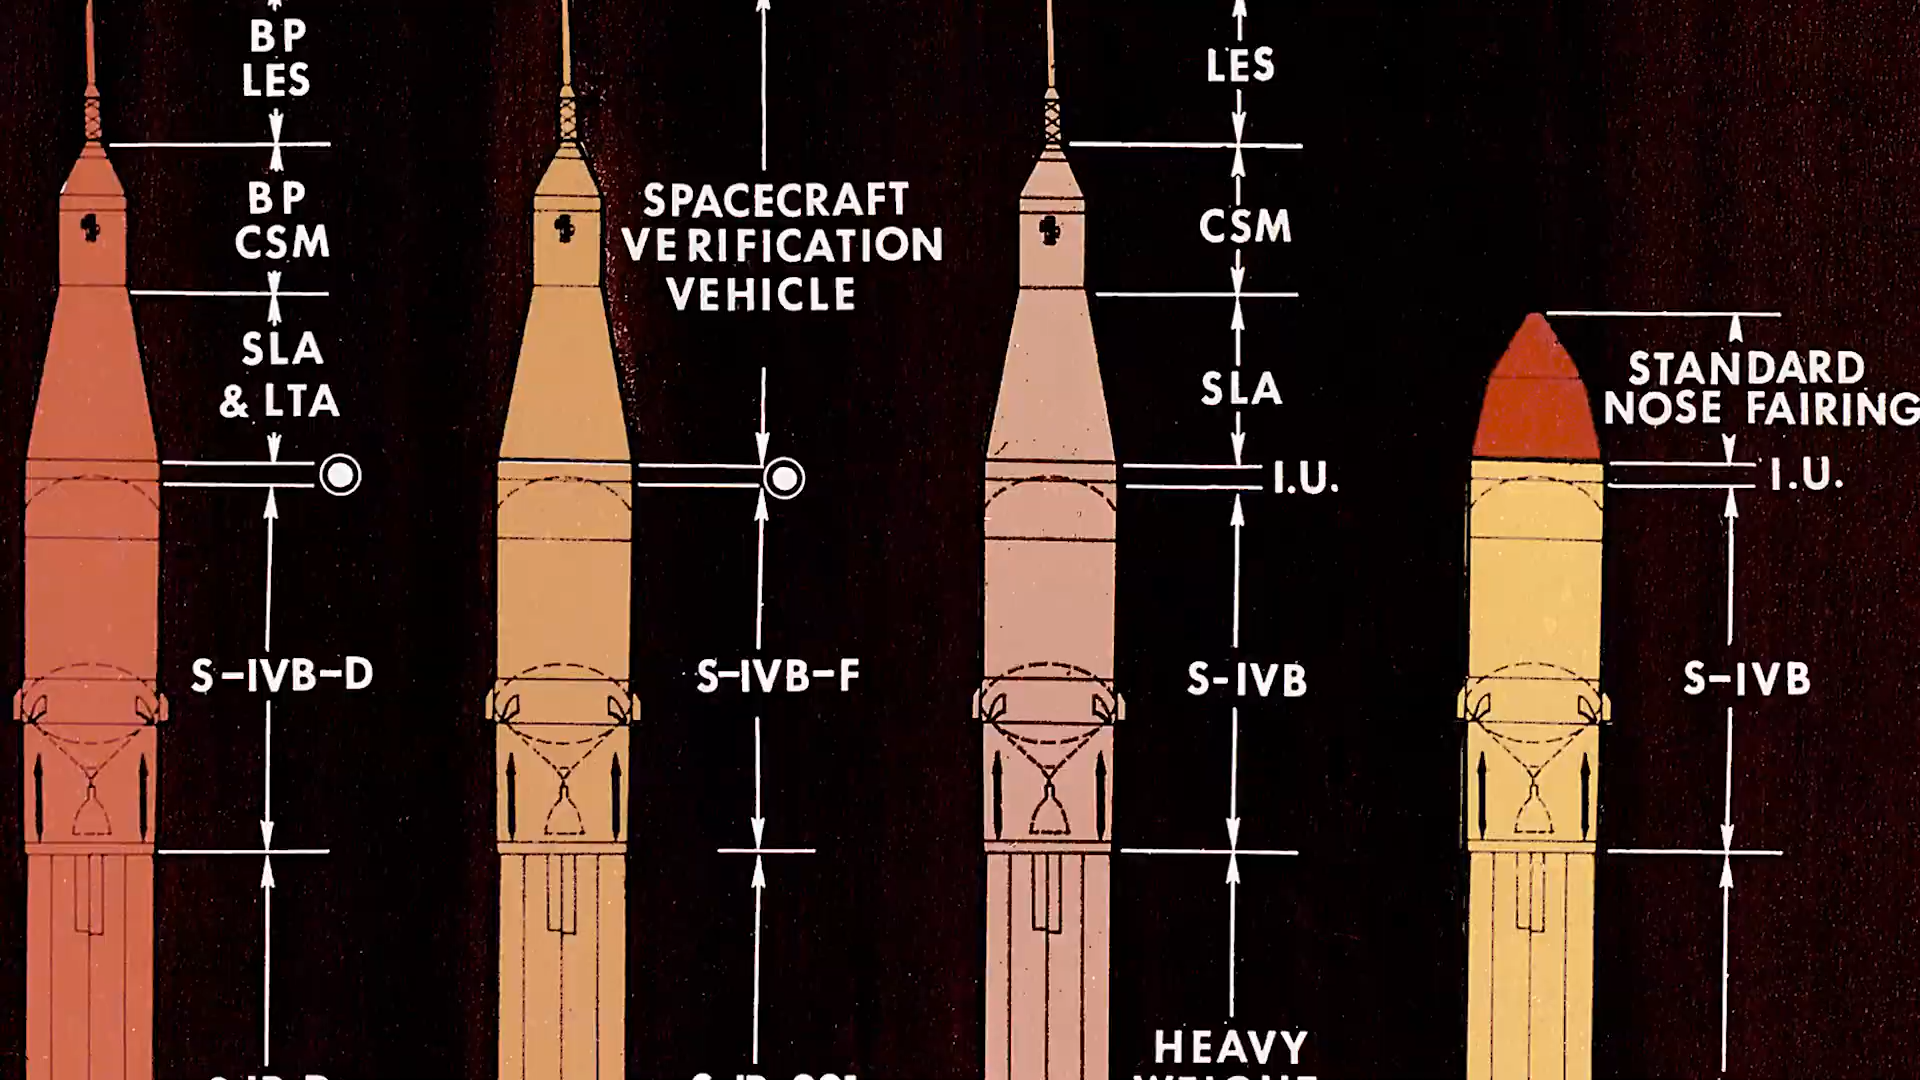 BP
LES
BP
CSM
SLA
& LTA
S-IVB-D
SPACECRAFT
VERIFICATION
VEHICLE
S-IVB-F
LES
CSM
SLA
I.U.
S-IVB
HEAVY
STANDARD
NOSE FAIRING
I.U.
S-IVB